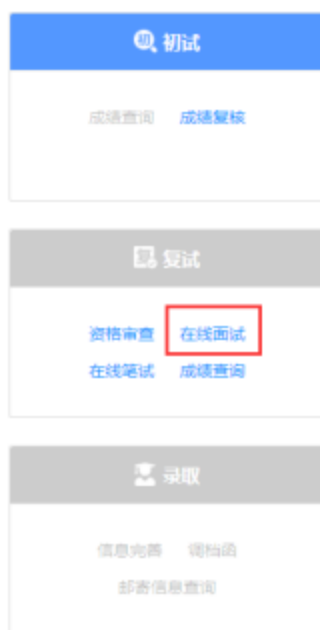 初试
成绩查询 成绩复核
复试
资格审查 在线面试
在线笔试 成绩查询
录取
信息完善 调档函
邮寄信息查询